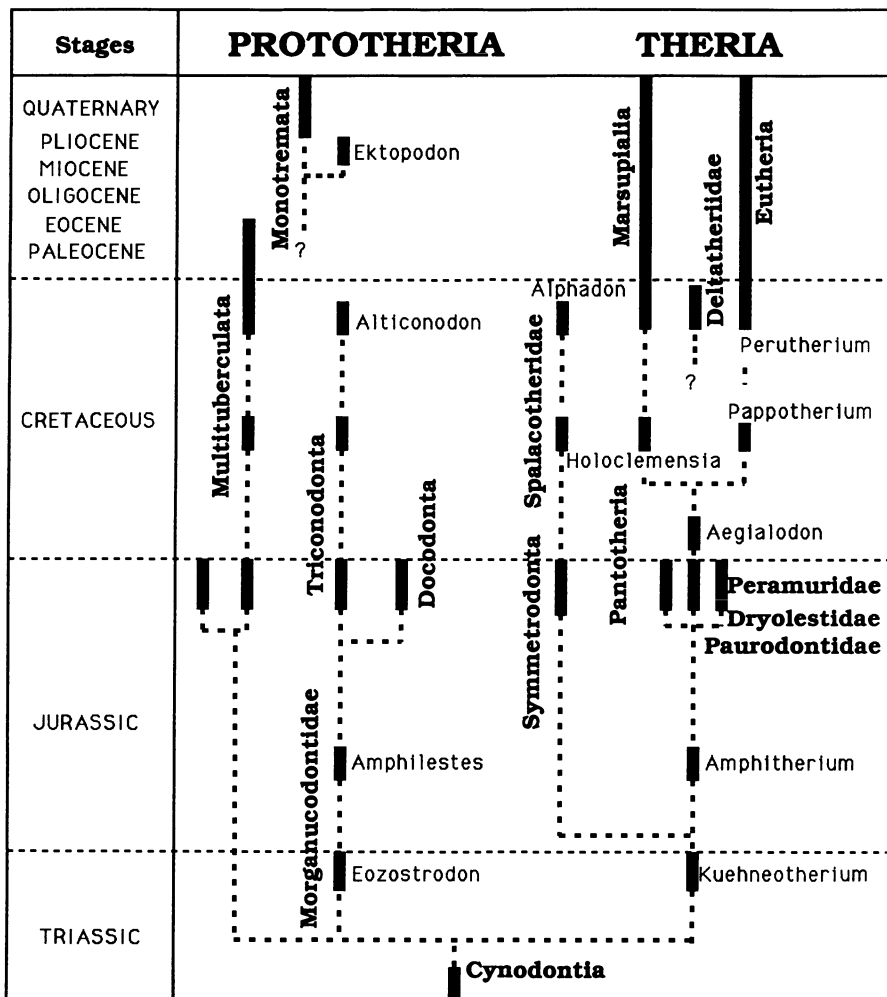 Stages
PROTOTHERIA
THERIA
QUATERNARY
PLIOCENE
MIOCENE
OLIGOCENE
EOCENE
PALEOCENE
CRETACEOUS
JURASSIC
TRIASSIC
Monotremata
Ektopodon
?
Multituberculata
Alticonodon
Triconodonta
Docodonta
Morganucodontidae
Amphilestes
Eozostrodon
Marsupialia
Deltatheriidae
Eutheria
Alphadon
Spalacotheridae
Perutherium
?
Pappotherium
Holoclemensia
Pantotheria
Aegialodon
Symmetrodonta
Peramuridae
Dryolestidae
Paurodontidae
Amphitherium
Kuehneotherium
Cynodontia